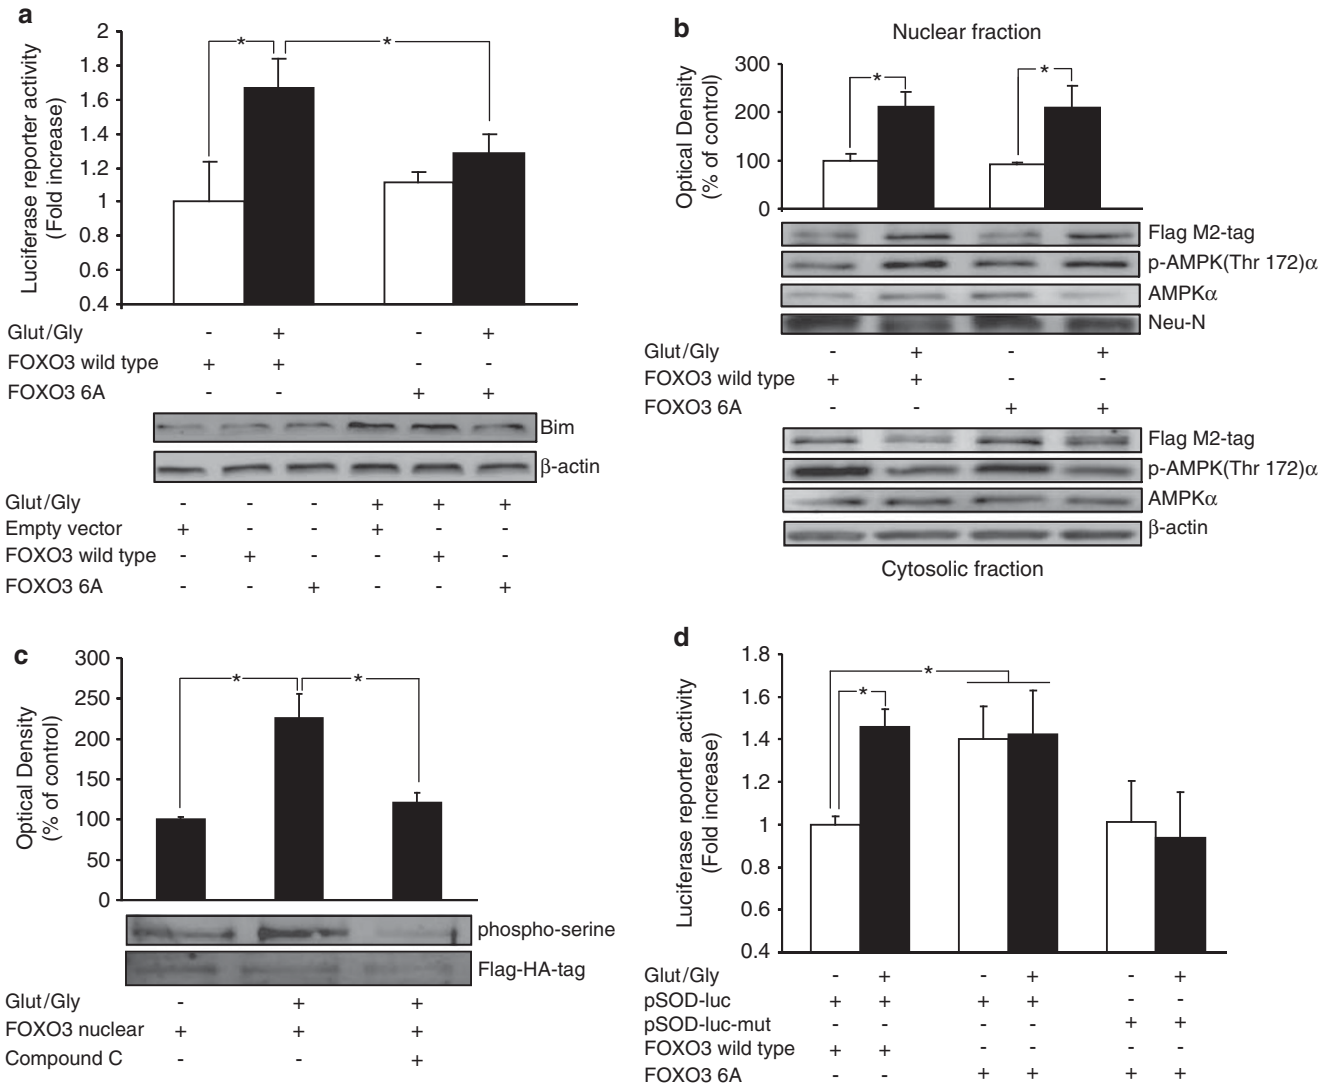 a
2
1.8
1.6
1.4
1.2
1
0.8
0.6
0.4
Luciferase reporter activity
(Fold increase)
* *
Glut/Gly - + - +
FOXO3 wild type + + - -
FOXO3 6A - - + +
Bim
β-actin
Glut/Gly - - - + + +
Empty vector + - - + - -
FOXO3 wild type - + - - + -
FOXO3 6A - - + - - +
b
Nuclear fraction
300
200
100
0
Optical Density
(% of control)
* *
Flag M2-tag
p-AMPK(Thr 172)α
AMPKα
Neu-N
Glut/Gly - + - +
FOXO3 wild type + + - -
FOXO3 6A - - + +
Flag M2-tag
p-AMPK(Thr 172)α
AMPKα
β-actin
Cytosolic fraction
c
300
250
200
150
100
50
0
Optical Density
(% of control)
* *
phospho-serine
Flag-HA-tag
Glut/Gly - + +
FOXO3 nuclear + + +
Compound C - - +
d
1.8
1.6
1.4
1.2
1
0.8
0.6
0.4
Luciferase reporter activity
(Fold increase)
*
*
Glut/Gly - + - + - +
pSOD-luc + + + + - -
pSOD-luc-mut - - - - + +
FOXO3 wild type + + - - - -
FOXO3 6A - - + + + +